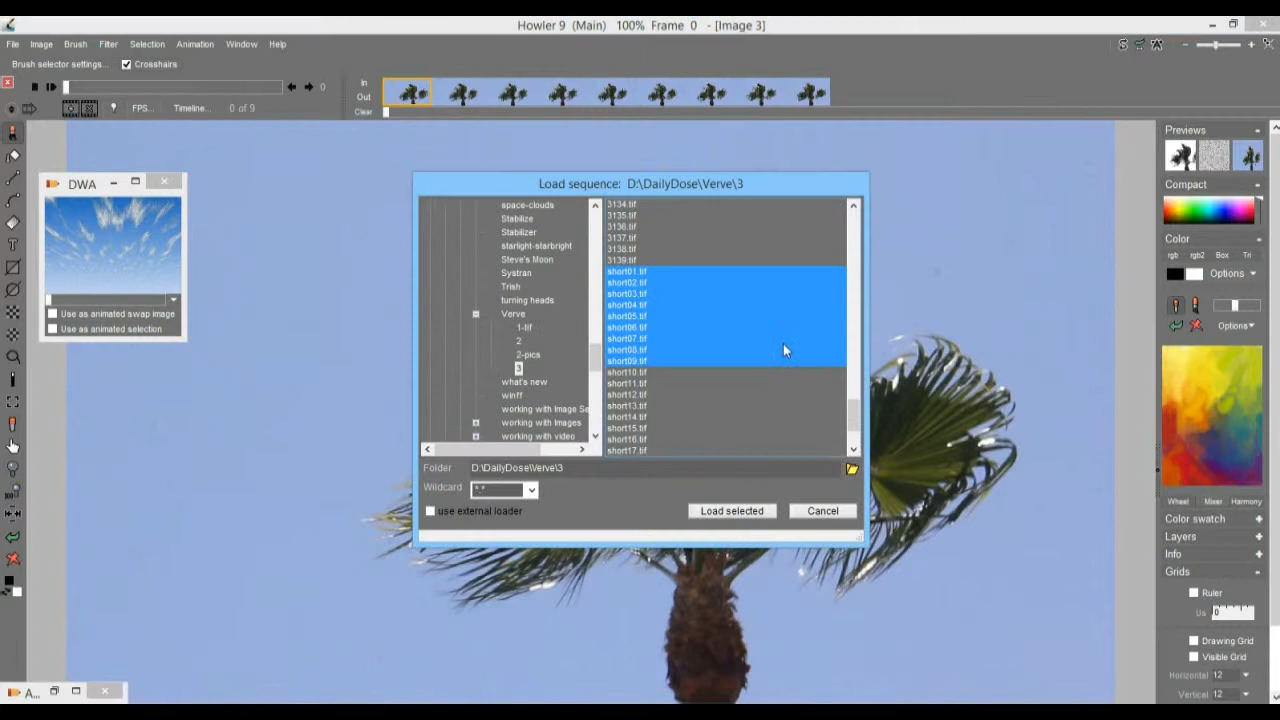 Howler 9 (Main) 100% Frame 0 - [Image 3]
File Image Brush Filter Selection Animation Window Help
Brush selector settings... Crosshairs
In
Out
Clear
0
FPS... Timeline... 0 of 9
DWA
Use as animated swap image
Use as animated selection
Load sequence: D:\DailyDose\Verve\3
space-clouds
Stabilize
Stabilizer
starlight-starbright
Steve's Moon
Systran
Trish
turning heads
Verve
1-tif
2
2-pics
3
what's new
winff
working with Image Se
working with Images
working with video
3134.tif
3135.tif
3136.tif
3137.tif
3138.tif
3139.tif
short01.tif
short02.tif
short03.tif
short04.tif
short05.tif
short06.tif
short07.tif
short08.tif
short09.tif
short10.tif
short11.tif
short12.tif
short13.tif
short14.tif
short15.tif
short16.tif
short17.tif
Folder D:\DailyDose\Verve\3
Wildcard *.*
use external loader
Load selected Cancel
Previews
Compact
Color
rgb rgb2 Box Tri
Options
Options
Wheel Mixer Harmony
Color swatch
Layers
Info
Grids
Ruler
Us 0
Drawing Grid
Visible Grid
Horizontal 12
Vertical 12
A...